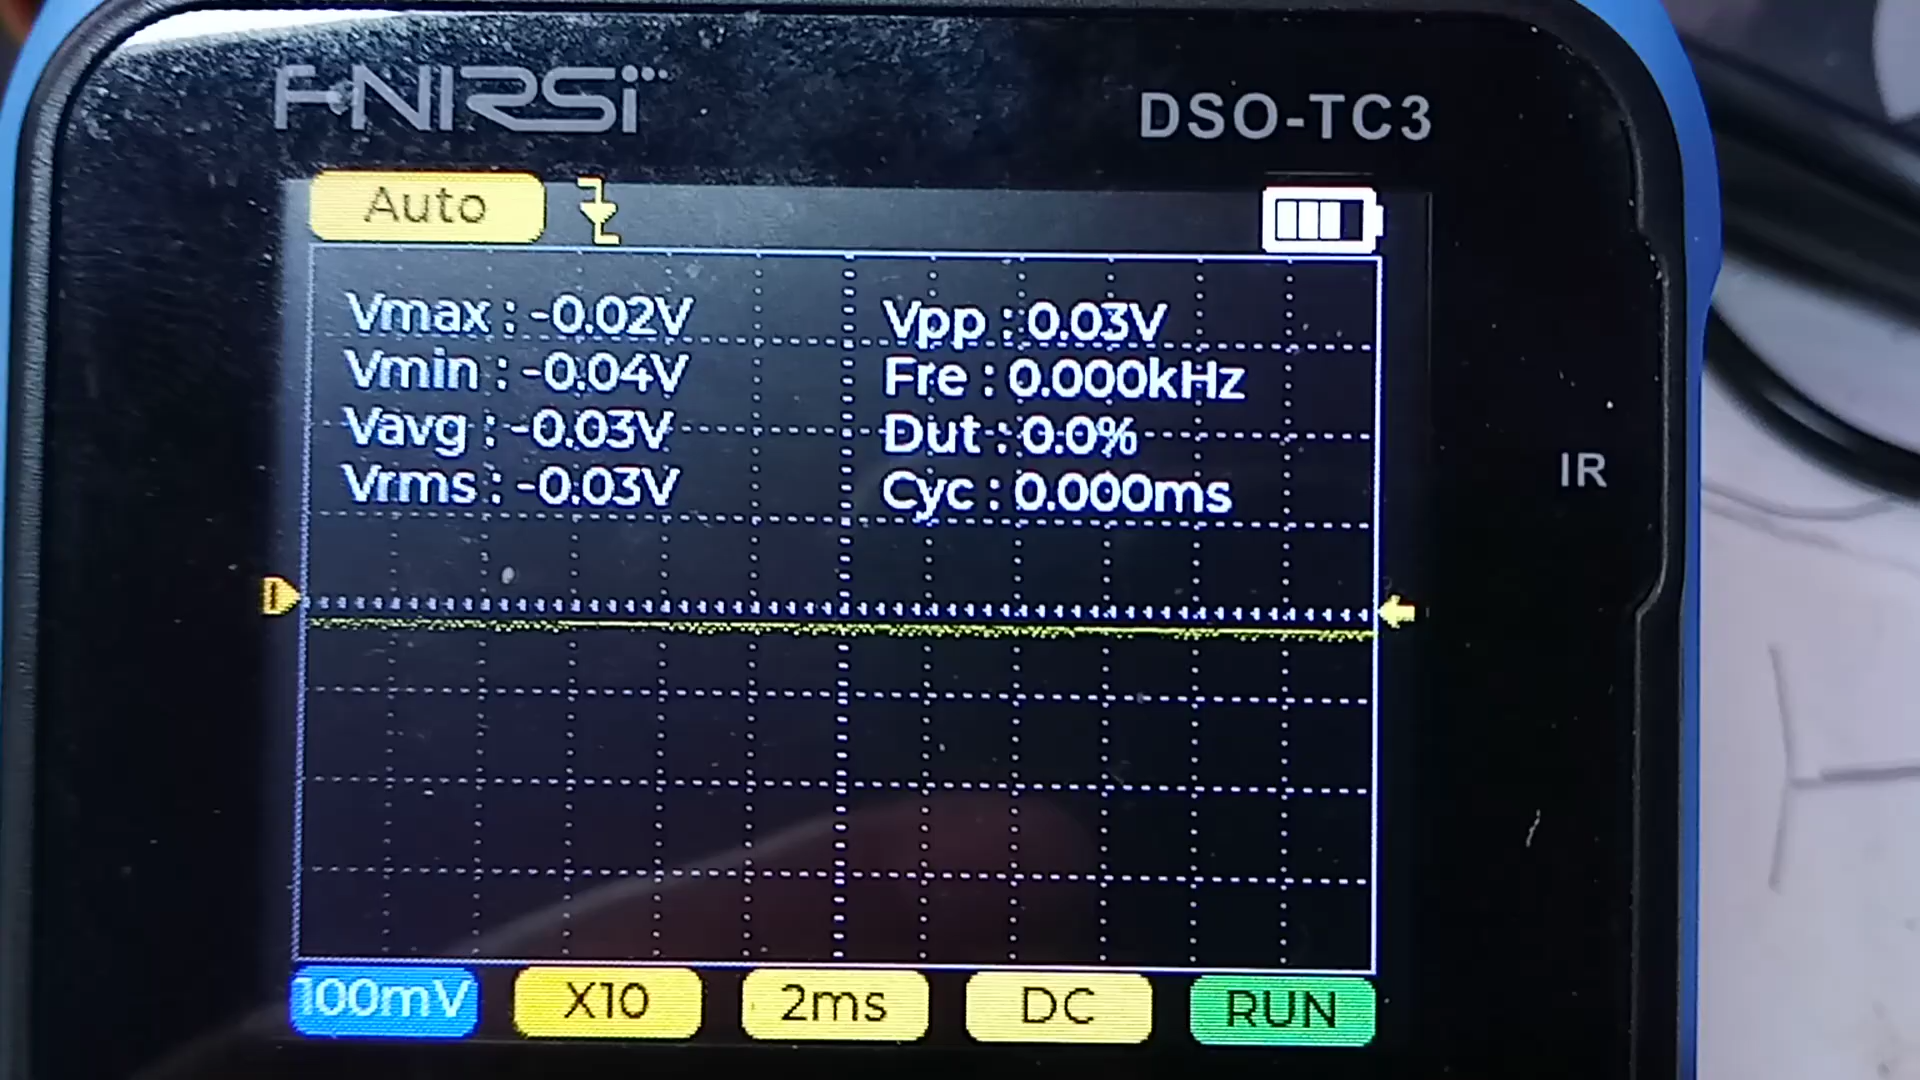 FNIRSI
DSO-TC3
Auto
Vmax : -0.02V
Vpp : 0.03V
Vmin : -0.04V
Fre : 0.000kHz
Vavg : -0.03V
Dut : 0.0%
Vrms : -0.03V
Cyc : 0.000ms
IR
1
100mV
X10
2ms
DC
RUN